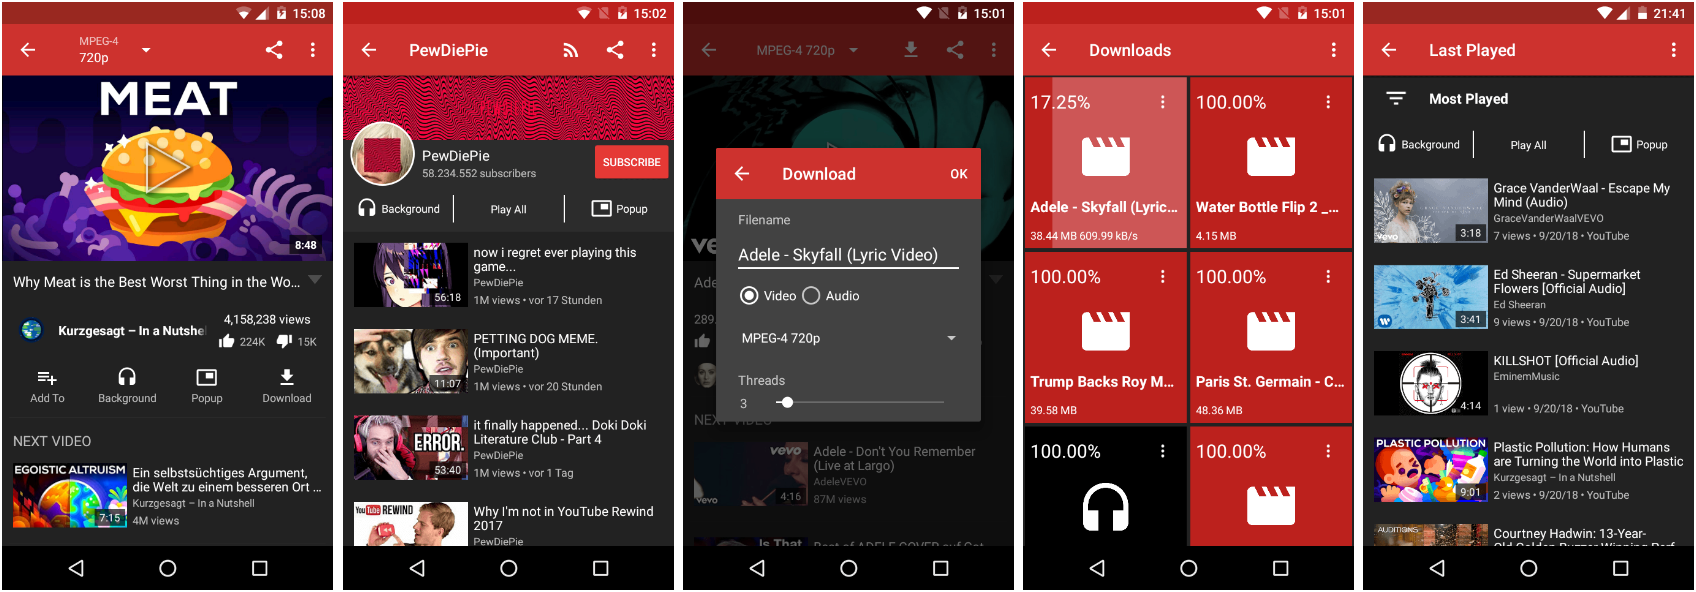 15:08
MPEG-4
720p
MEAT
8:48
Why Meat is the Best Worst Thing in the Wo...
Kurzgesagt – In a Nutshe
4,158,238 views
224K 15K
Add To Background Popup Download
NEXT VIDEO
EGOISTIC ALTRUISM
7:15
Ein selbstsüchtiges Argument,
die Welt zu einem besseren Ort ...
Kurzgesagt – In a Nutshell
4M views
15:02
PewDiePie
PewDiePie
58.234.552 subscribers
SUBSCRIBE
Background Play All Popup
56:18
now i regret ever playing this
game...
PewDiePie
1M views • vor 17 Stunden
11:07
PETTING DOG MEME.
(Important)
PewDiePie
1M views • vor 20 Stunden
ERROR.
53:40
it finally happened... Doki Doki
Literature Club - Part 4
PewDiePie
1M views • vor 1 Tag
You Tube REWIND
Why I'm not in YouTube Rewind
2017
PewDiePie
15:01
MPEG-4 720p
Download OK
Filename
Adele - Skyfall (Lyric Video)
Video Audio
MPEG-4 720p
Threads
3
ve
Ade
289.
NEXT VIDEO
vevo
vevo
4:16
Adele - Don't You Remember
(Live at Largo)
AdeleVEVO
87M views
Is That
15:01
Downloads
17.25%
Adele - Skyfall (Lyric...
38.44 MB 609.99 kB/s
100.00%
Water Bottle Flip 2 _...
4.15 MB
100.00%
Trump Backs Roy M...
39.58 MB
100.00%
Paris St. Germain - C...
48.36 MB
100.00%
100.00%
21:41
Last Played
Most Played
Background Play All Popup
vevo
3:18
Grace VanderWaal - Escape My
Mind (Audio)
GraceVanderWaalVEVO
7 views • 9/20/18 • YouTube
3:41
Ed Sheeran - Supermarket
Flowers [Official Audio]
Ed Sheeran
9 views • 9/20/18 • YouTube
4:14
KILLSHOT [Official Audio]
EminemMusic
1 view • 9/20/18 • YouTube
PLASTIC POLLUTION
9:01
Plastic Pollution: How Humans
are Turning the World into Plastic
Kurzgesagt – In a Nutshell
2 views • 9/20/18 • YouTube
AUDITIONS
Courtney Hadwin: 13-Year-